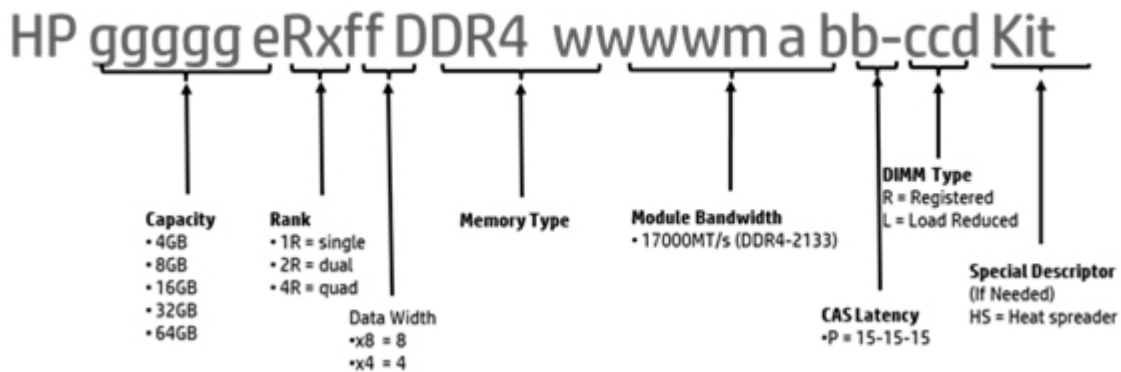 HP ggggg eRxff DDR4 wwwwm a bb-ccd Kit
Capacity
• 4GB
• 8GB
• 16GB
• 32GB
• 64GB
Rank
• 1R = single
• 2R = dual
• 4R = quad
Data Width
•x8 = 8
•x4 = 4
Memory Type
Module Bandwidth
• 17000MT/s (DDR4-2133)
CAS Latency
•P = 15-15-15
DIMM Type
R = Registered
L = Load Reduced
Special Descriptor
(If Needed)
HS = Heat spreader